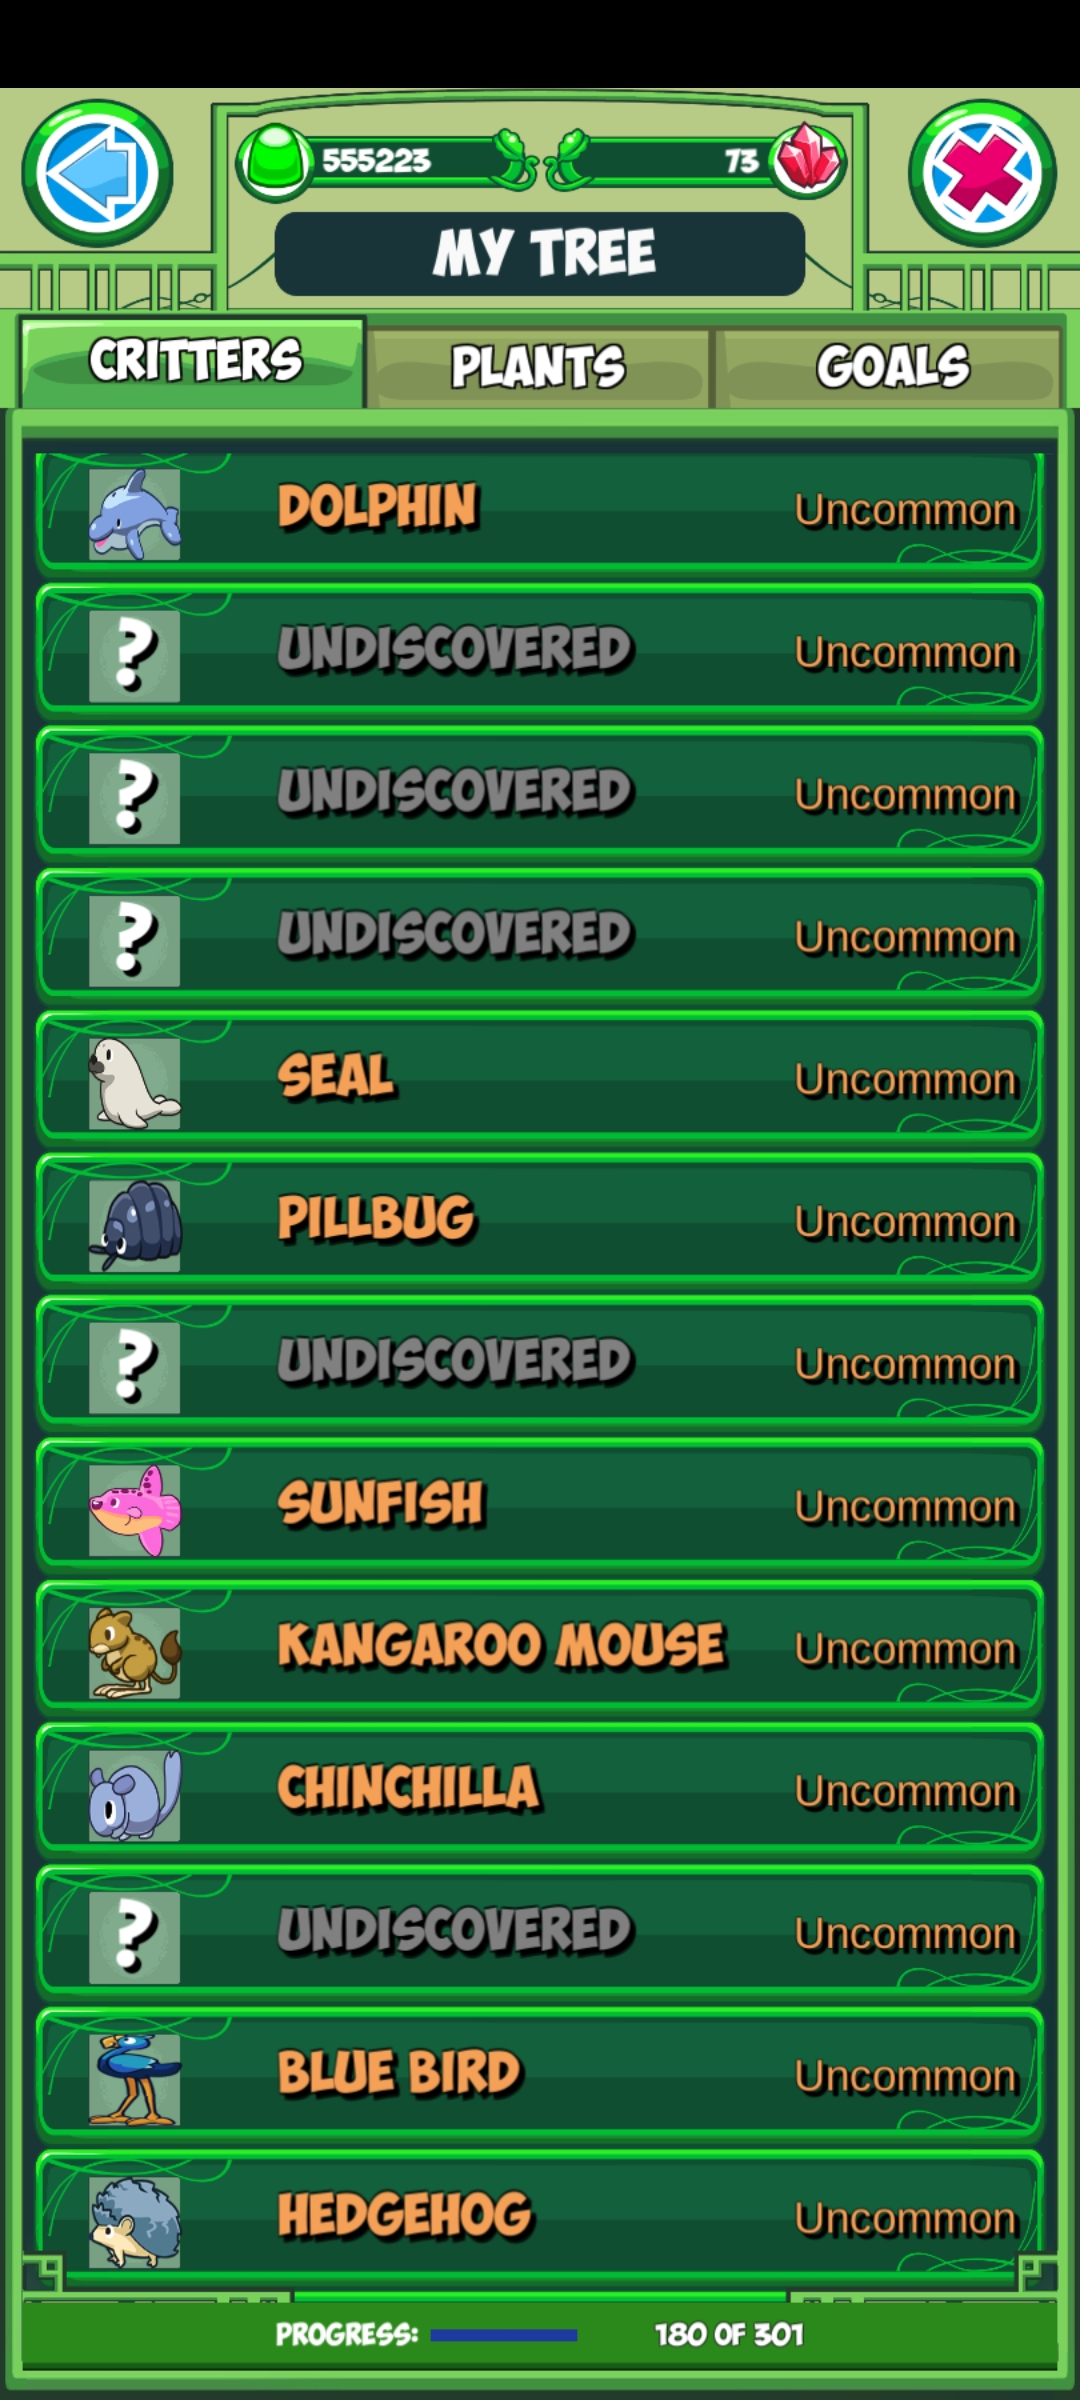 555223
73
MY TREE
CRITTERS
PLANTS
GOALS
DOLPHIN
Uncommon
?
UNDISCOVERED
Uncommon
?
UNDISCOVERED
Uncommon
?
UNDISCOVERED
Uncommon
SEAL
Uncommon
PILLBUG
Uncommon
?
UNDISCOVERED
Uncommon
SUNFISH
Uncommon
KANGAROO MOUSE
Uncommon
CHINCHILLA
Uncommon
?
UNDISCOVERED
Uncommon
BLUE BIRD
Uncommon
HEDGEHOG
Uncommon
PROGRESS:
180 OF 301